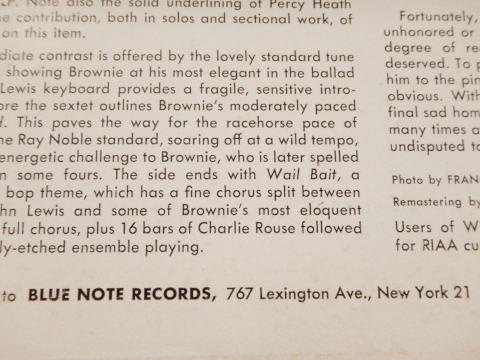 LP. Note also the solid underlining of Percy Heath
e contribution, both in solos and sectional work, of
on this item.
diate contrast is offered by the lovely standard tune
showing Brownie at his most elegant in the ballad
Lewis keyboard provides a fragile, sensitive intro-
ore the sextet outlines Brownie's moderately paced
d. This paves the way for the racehorse pace of
ne Ray Noble standard, soaring off at a wild tempo,
energetic challenge to Brownie, who is later spelled
n some fours. The side ends with Wail Bait, a
bop theme, which has a fine chorus split between
hn Lewis and some of Brownie's most eloquent
full chorus, plus 16 bars of Charlie Rouse followed
ly-etched ensemble playing.
to BLUE NOTE RECORDS, 767 Lexington Ave., New York 21
Fortunately,
unhonored or
degree of re
deserved. To p
him to the pin
obvious. With
final sad hom
many times a
undisputed to
Photo by FRAN
Remastering by
Users of W
for RIAA cu